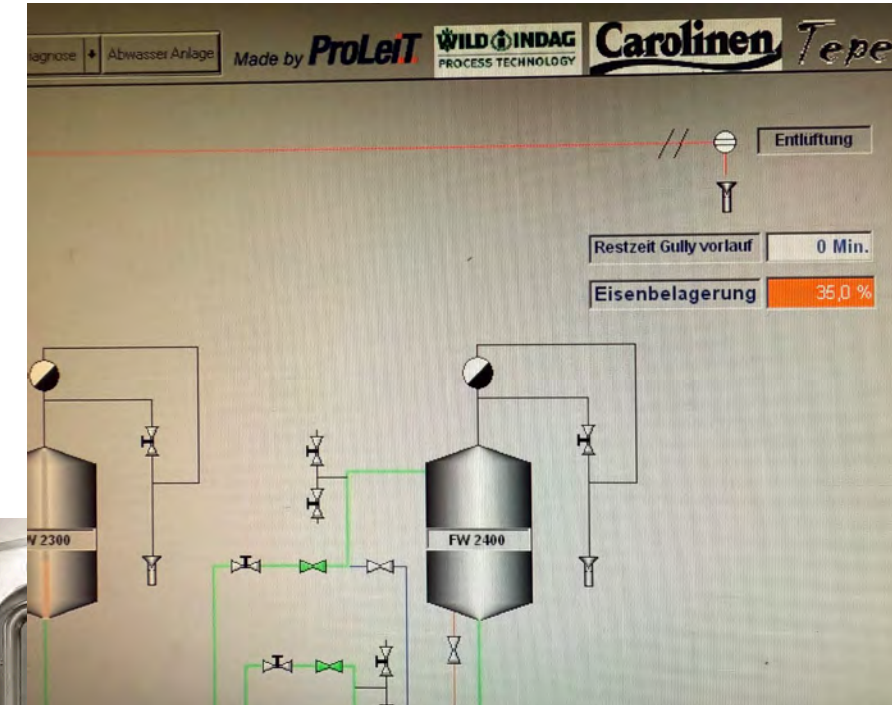 iagnose
Abwasser Anlage
Made by ProLeiT
WILD INDAG
PROCESS TECHNOLOGY
Carolinen
Tepe
Entlüftung
Restzeit Gully vorlauf 0 Min.
Eisenbelagerung 35,0 %
W 2300
FW 2400